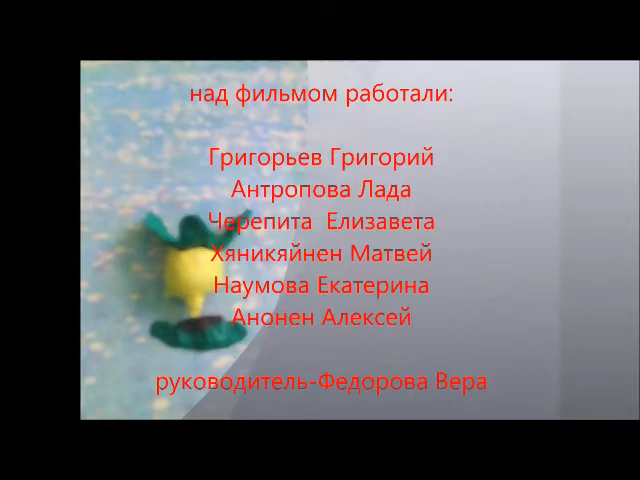 над фильмом работали:
Григорьев Григорий
Антропова Лада
Черепита Елизавета
Хяникяйнен Матвей
Наумова Екатерина
Анонен Алексей
руководитель-Федорова Вера